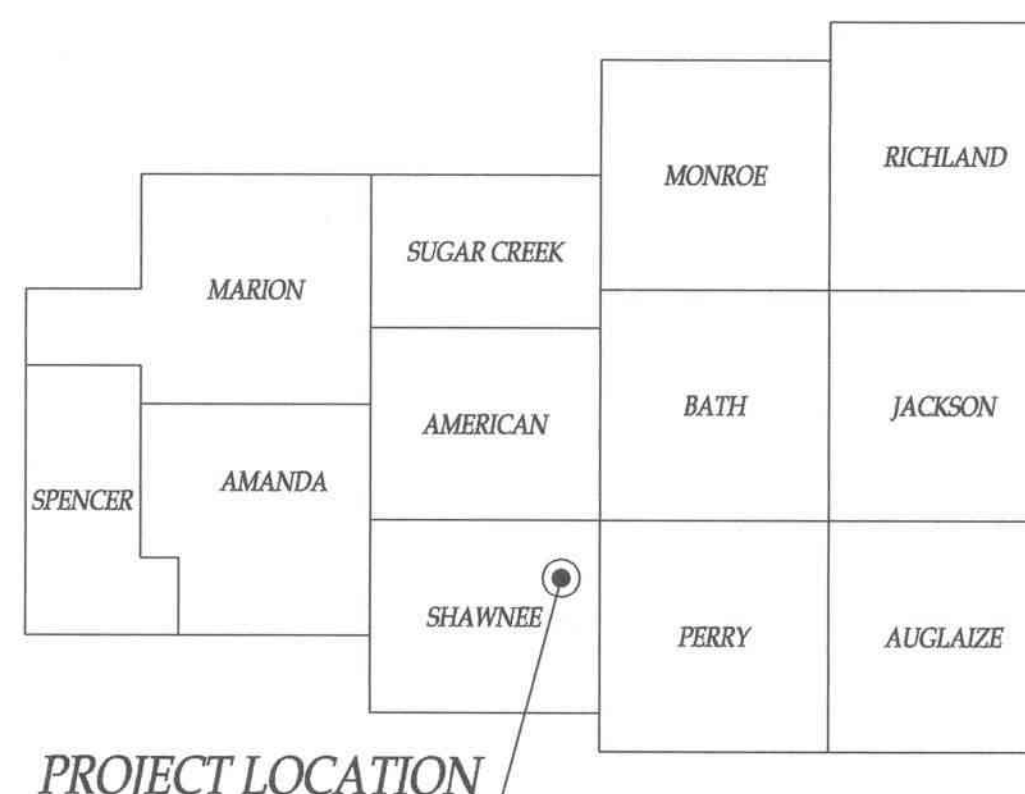 RICHLAND
MONROE
SUGAR CREEK
MARION
BATH
JACKSON
AMERICAN
AMANDA
SPENCER
SHAWNEE
PERRY
AUGLAIZE
PROJECT LOCATION